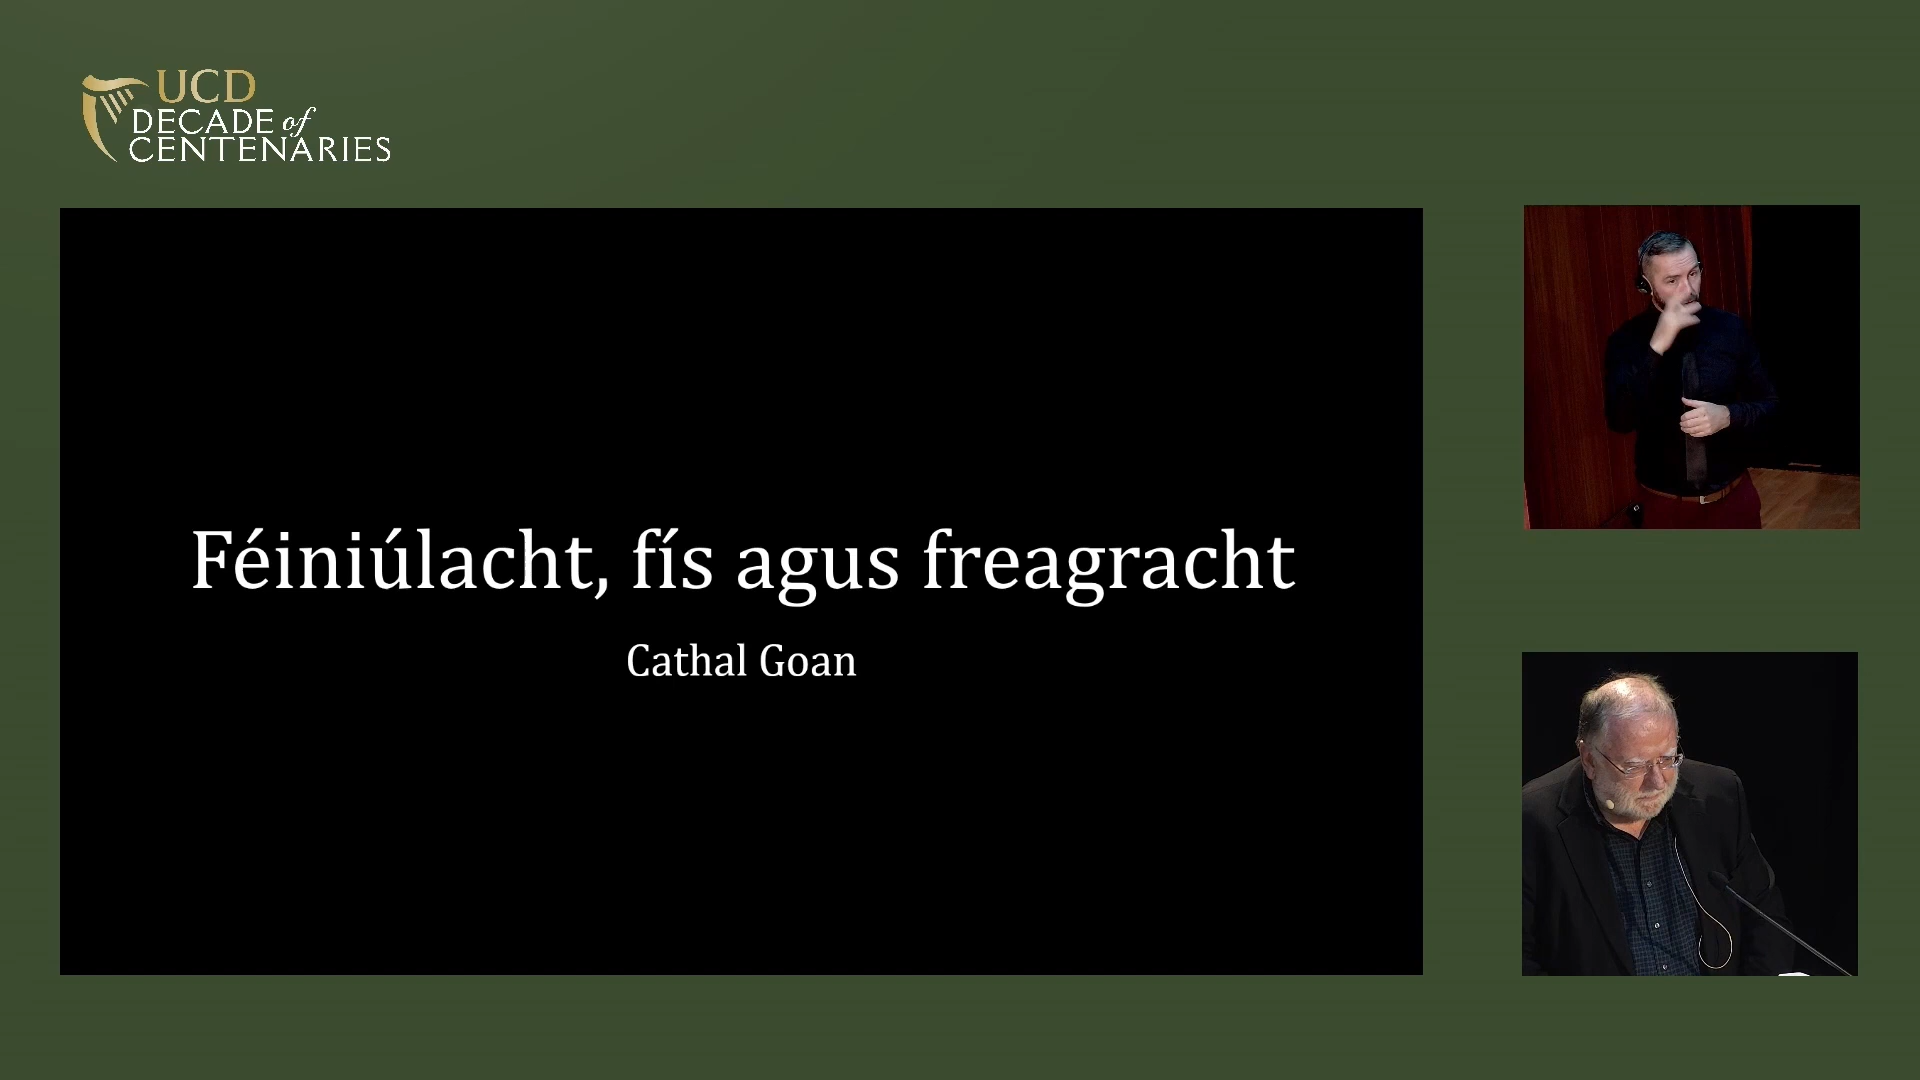 UCD
DECADE of
CENTENARIES
Féiniúlacht, fís agus freagracht
Cathal Goan